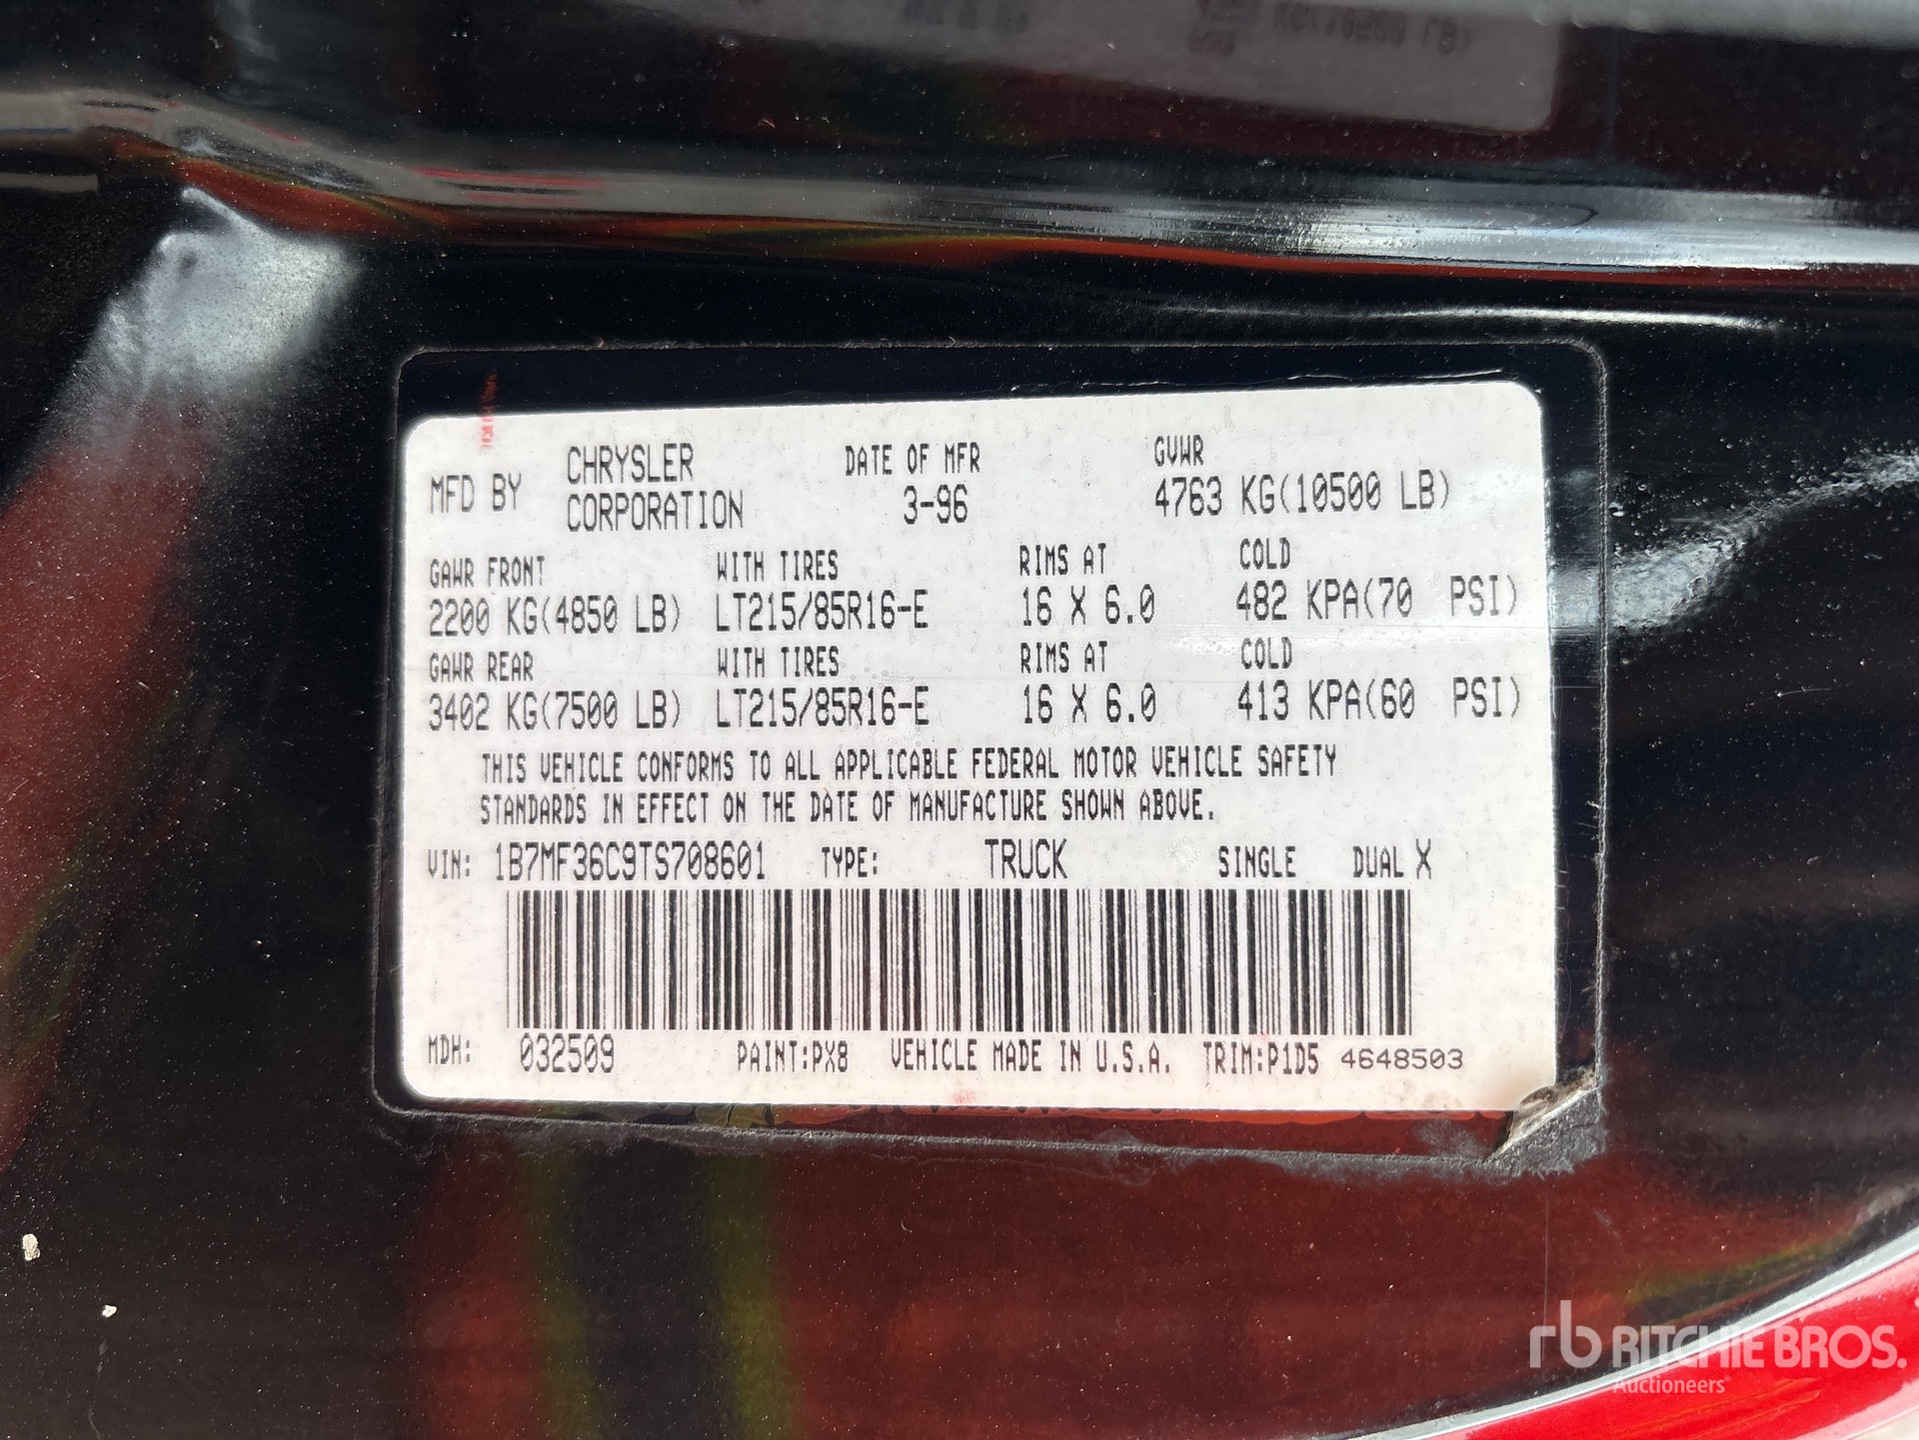 MFD BY CHRYSLER CORPORATION DATE OF MFR 3-96 GVWR 4763 KG(10500 LB)
GAWR FRONT WITH TIRES RIMS AT COLD
2200 KG(4850 LB) LT215/85R16-E 16 X 6.0 482 KPA(70 PSI)
GAWR REAR WITH TIRES RIMS AT COLD
3402 KG(7500 LB) LT215/85R16-E 16 X 6.0 413 KPA(60 PSI)
THIS VEHICLE CONFORMS TO ALL APPLICABLE FEDERAL MOTOR VEHICLE SAFETY
STANDARDS IN EFFECT ON THE DATE OF MANUFACTURE SHOWN ABOVE.
VIN: 1B7MF36C9TS708601 TYPE: TRUCK SINGLE DUAL X
MDH: 032509 PAINT:PX8 VEHICLE MADE IN U.S.A. TRIM:P1D5 4648503
rb RITCHIE BROS.
Auctioneers